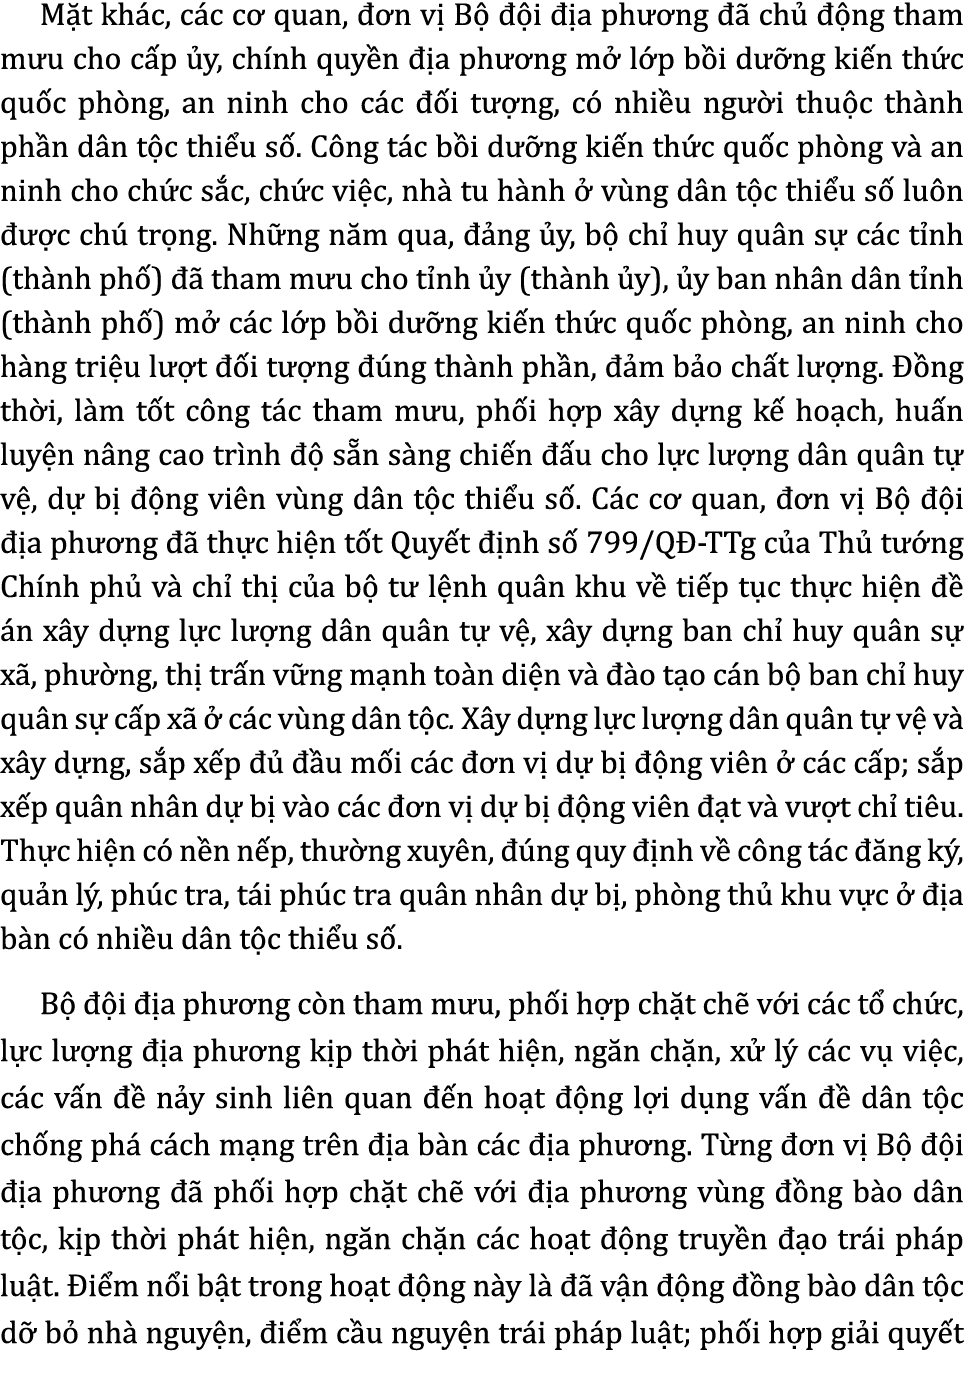 Mặt khác, các cơ quan, đơn vị Bộ đội địa phương đã chủ động tham
mưu cho cấp ủy, chính quyền địa phương mở lớp bồi dưỡng kiến thức
quốc phòng, an ninh cho các đối tượng, có nhiều người thuộc thành
phần dân tộc thiểu số. Công tác bồi dưỡng kiến thức quốc phòng và an
ninh cho chức sắc, chức việc, nhà tu hành ở vùng dân tộc thiểu số luôn
được chú trọng. Những năm qua, đảng ủy, bộ chỉ huy quân sự các tỉnh
(thành phố) đã tham mưu cho tỉnh ủy (thành ủy), ủy ban nhân dân tỉnh
(thành phố) mở các lớp bồi dưỡng kiến thức quốc phòng, an ninh cho
hàng triệu lượt đối tượng đúng thành phần, đảm bảo chất lượng. Đồng
thời, làm tốt công tác tham mưu, phối hợp xây dựng kế hoạch, huấn
luyện nâng cao trình độ sẵn sàng chiến đấu cho lực lượng dân quân tự
vệ, dự bị động viên vùng dân tộc thiểu số. Các cơ quan, đơn vị Bộ đội
địa phương đã thực hiện tốt Quyết định số 799/QĐ-TTg của Thủ tướng
Chính phủ và chỉ thị của bộ tư lệnh quân khu về tiếp tục thực hiện đề
án xây dựng lực lượng dân quân tự vệ, xây dựng ban chỉ huy quân sự
xã, phường, thị trấn vững mạnh toàn diện và đào tạo cán bộ ban chỉ huy
quân sự cấp xã ở các vùng dân tộc. Xây dựng lực lượng dân quân tự vệ và
xây dựng, sắp xếp đủ đầu mối các đơn vị dự bị động viên ở các cấp; sắp
xếp quân nhân dự bị vào các đơn vị dự bị động viên đạt và vượt chỉ tiêu.
Thực hiện có nền nếp, thường xuyên, đúng quy định về công tác đăng ký,
quản lý, phúc tra, tái phúc tra quân nhân dự bị, phòng thủ khu vực ở địa
bàn có nhiều dân tộc thiểu số.
Bộ đội địa phương còn tham mưu, phối hợp chặt chẽ với các tổ chức,
lực lượng địa phương kịp thời phát hiện, ngăn chặn, xử lý các vụ việc,
các vấn đề nảy sinh liên quan đến hoạt động lợi dụng vấn đề dân tộc
chống phá cách mạng trên địa bàn các địa phương. Từng đơn vị Bộ đội
địa phương đã phối hợp chặt chẽ với địa phương vùng đồng bào dân
tộc, kịp thời phát hiện, ngăn chặn các hoạt động truyền đạo trái pháp
luật. Điểm nổi bật trong hoạt động này là đã vận động đồng bào dân tộc
dỡ bỏ nhà nguyện, điểm cầu nguyện trái pháp luật; phối hợp giải quyết